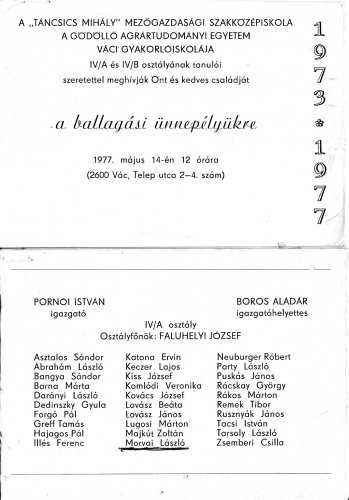 A „TÁNCSICS MIHÁLY” MEZŐGAZDASÁGI SZAKKÖZÉPISKOLA
A GÖDÖLLŐ AGRARTUDOMÁNYI EGYETEM
VÁCI GYAKORLÓISKOLÁJA
IV/A és IV/B osztályának tanulói
szeretettel meghívják Önt és kedves családját
a ballagási ünnepélyükre
1977. május 14-én 12 órára
(2600 Vác, Telep utca 2–4. szám)
1973*1977
PORNOI ISTVÁN
igazgató
BOROS ALADÁR
igazgatóhelyettes
IV/A osztály
Osztályfőnök: FALUHELYI JÓZSEF
Asztalos Sándor
Ábrahám László
Bangya Sándor
Barna Márta
Darányi László
Dedinszky Gyula
Forgó Pál
Greff Tamás
Hajagos Pál
Illés Ferenc
Katona Ervin
Keczer Lajos
Kiss József
Komlódi Veronika
Kovács József
Lovász Beáta
Lovász János
Lugosi Márton
Majkút Zoltán
Morvai László
Neuburger Róbert
Party László
Puskás János
Rácskay György
Rákos Márton
Remek Tibor
Rusznyák János
Tacsi István
Tarsoly László
Zsemberi Csilla